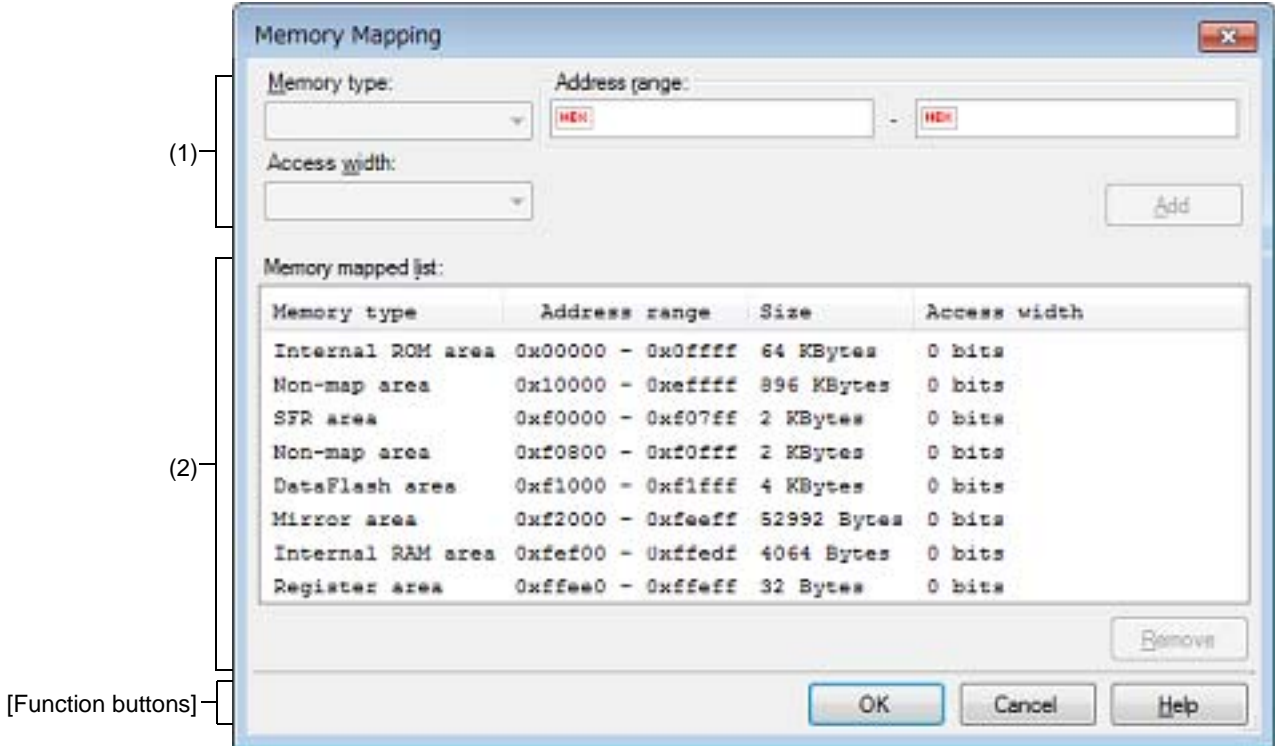 Memory Mapping
Memory type:
Address range:
HEX
-
HEX
(1)
Access width:
Add
Memory mapped list:
Memory type Address range Size Access width
Internal ROM area 0x00000 - 0x0ffff 64 KBytes 0 bits
Non-map area 0x10000 - 0xeffff 896 KBytes 0 bits
SFR area 0xf0000 - 0xf07ff 2 KBytes 0 bits
Non-map area 0xf0800 - 0xf0fff 2 KBytes 0 bits
(2)
DataFlash area 0xf1000 - 0xf1fff 4 KBytes 0 bits
Mirror area 0xf2000 - 0xfeeff 52992 Bytes 0 bits
Internal RAM area 0xfef00 - 0xffedf 4064 Bytes 0 bits
Register area 0xffee0 - 0xffeff 32 Bytes 0 bits
Remove
[Function buttons]
OK Cancel Help